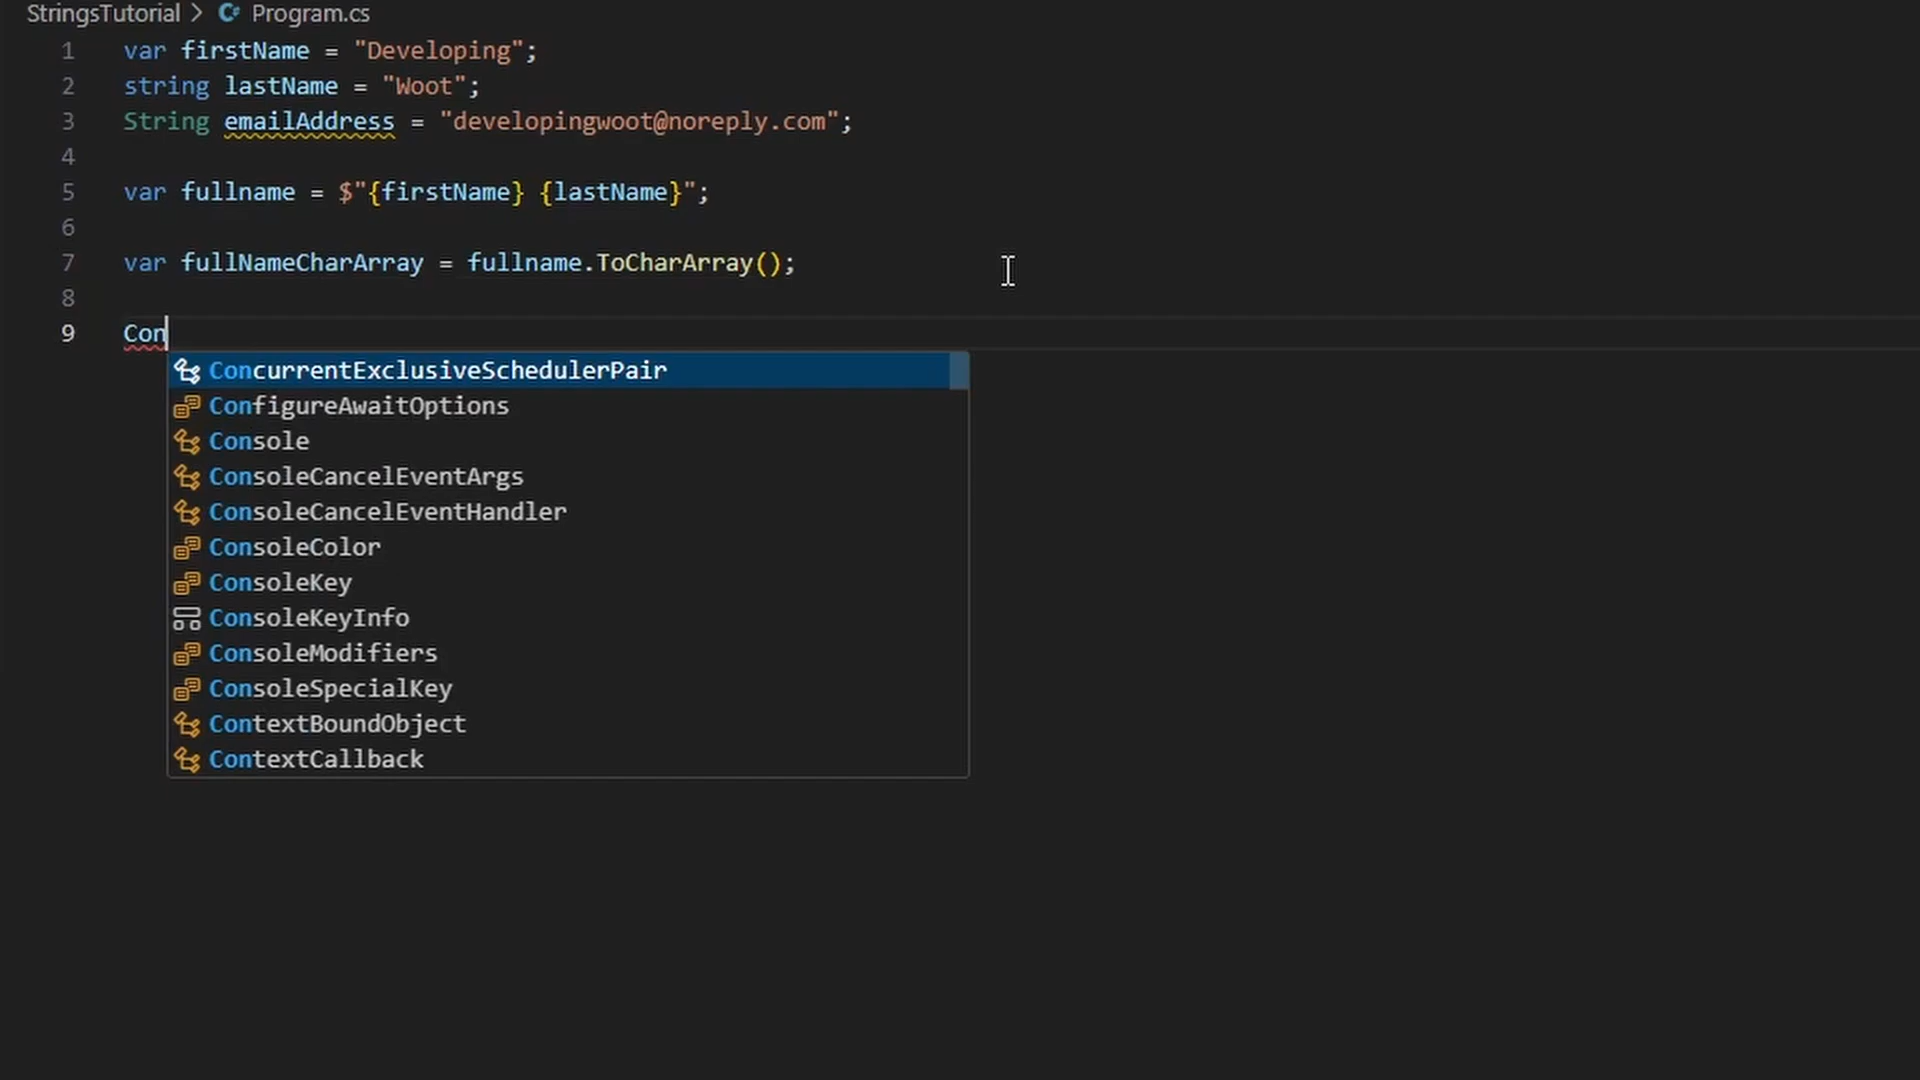 StringsTutorial > C# Program.cs
1 var firstName = "Developing";
2 string lastName = "Woot";
3 String emailAddress = "developingwoot@noreply.com";
4
5 var fullname = $"{firstName} {lastName}";
6
7 var fullNameCharArray = fullname.ToCharArray();
8
9 Con
ConcurrentExclusiveSchedulerPair
ConfigureAwaitOptions
Console
ConsoleCancelEventArgs
ConsoleCancelEventHandler
ConsoleColor
ConsoleKey
ConsoleKeyInfo
ConsoleModifiers
ConsoleSpecialKey
ContextBoundObject
ContextCallback